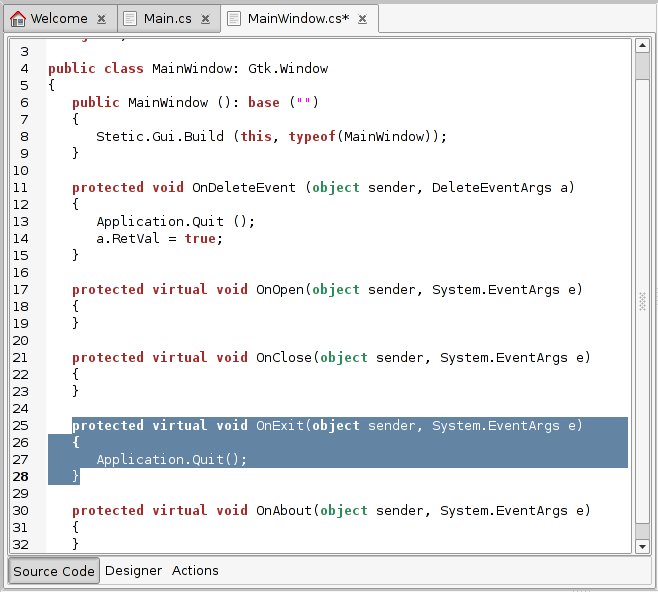 Welcome
Main.cs
MainWindow.cs*
3
4 public class MainWindow: Gtk.Window
5 {
6 public MainWindow (): base ("")
7 {
8 Stetic.Gui.Build (this, typeof(MainWindow));
9 }
10
11 protected void OnDeleteEvent (object sender, DeleteEventArgs a)
12 {
13 Application.Quit ();
14 a.RetVal = true;
15 }
16
17 protected virtual void OnOpen(object sender, System.EventArgs e)
18 {
19 }
20
21 protected virtual void OnClose(object sender, System.EventArgs e)
22 {
23 }
24
25 protected virtual void OnExit(object sender, System.EventArgs e)
26 {
27 Application.Quit();
28 }
29
30 protected virtual void OnAbout(object sender, System.EventArgs e)
31 {
32 }
Source Code Designer Actions